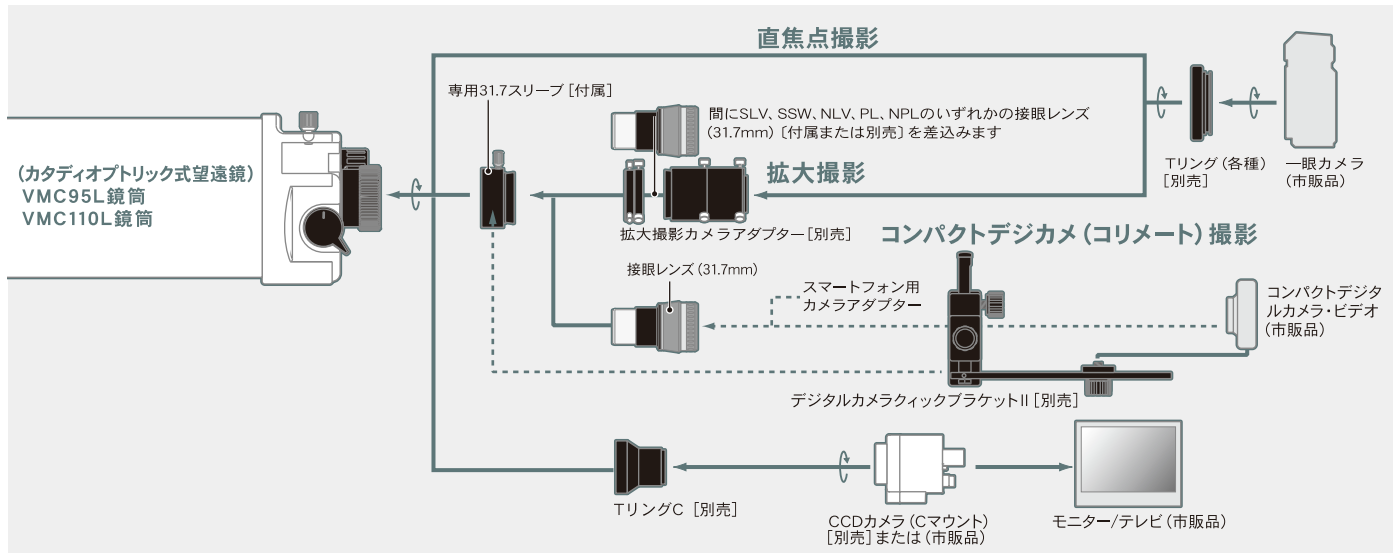 直焦点撮影
専用31.7スリーブ［付属］
間にSLV、SSW、NLV、PL、NPLのいずれかの接眼レンズ
（31.7mm）［付属または別売］を差込みます
Tリング（各種）
［別売］
一眼カメラ
（市販品）
（カタディオプトリック式望遠鏡）
VMC95L鏡筒
VMC110L鏡筒
拡大撮影
拡大撮影カメラアダプター［別売］
コンパクトデジカメ（コリメート）撮影
接眼レンズ（31.7mm）
スマートフォン用
カメラアダプター
コンパクトデジタ
ルカメラ・ビデオ
（市販品）
デジタルカメラクィックブラケットII［別売］
TリングC ［別売］
CCDカメラ（Cマウント）
［別売］または（市販品）
モニター/テレビ（市販品）